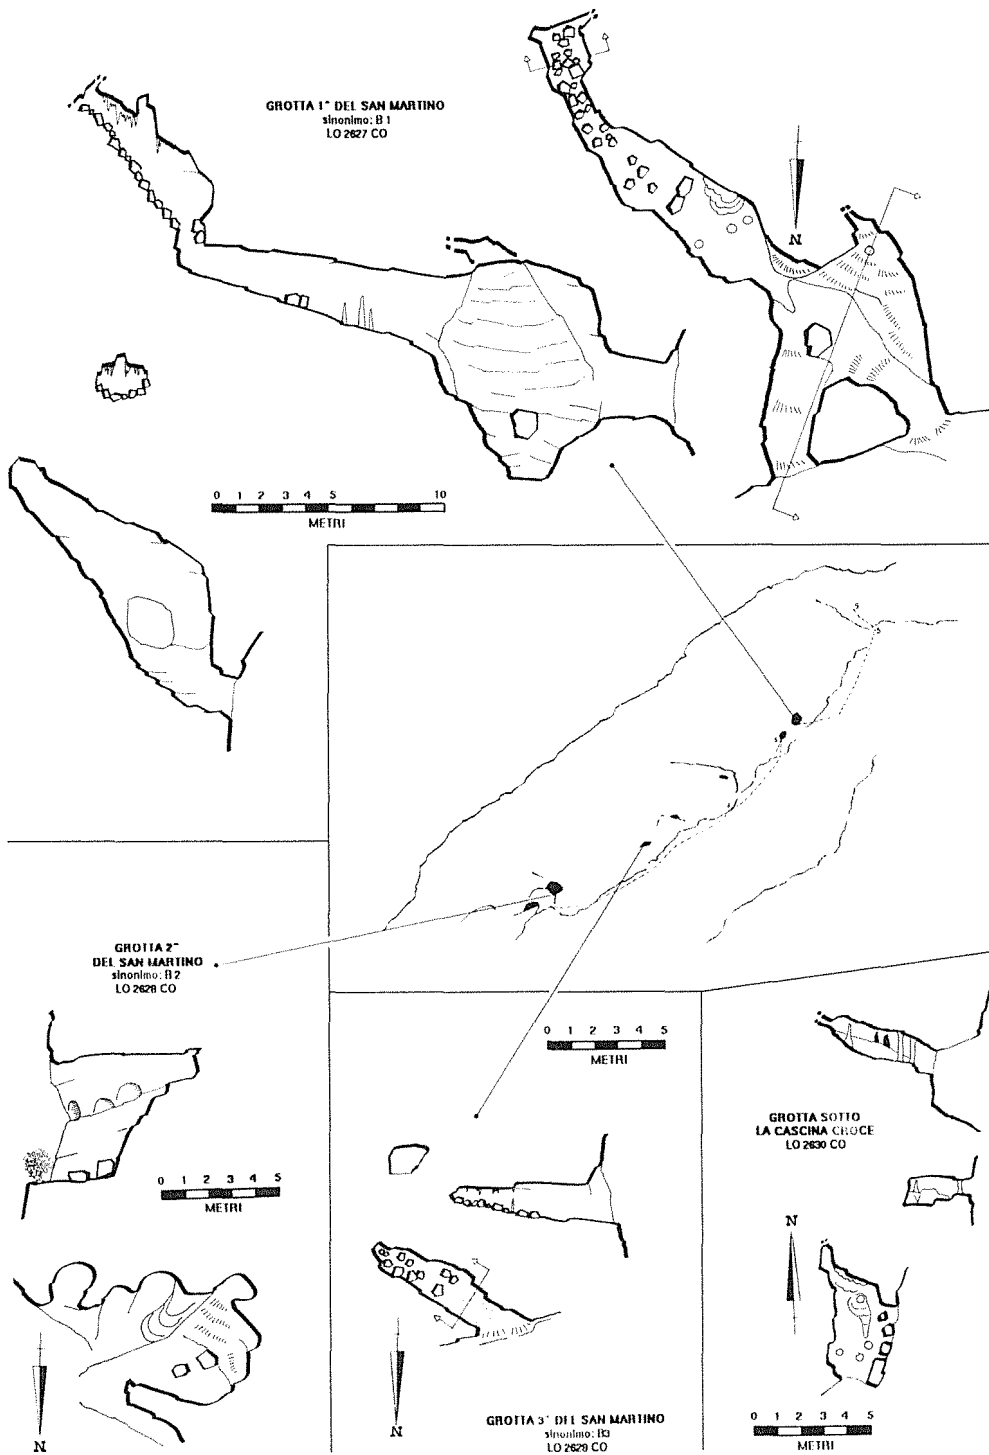 GROTTA 1° DEL SAN MARTINO
sinonimo: B 1
LO 2627 CO
N
0 1 2 3 4 5 10
METRI
GROTTA 2°
DEL SAN MARTINO
sinonimo: B 2
LO 2628 CO
0 1 2 3 4 5
METRI
N
0 1 2 3 4 5
METRI
N
GROTTA 3° DEL SAN MARTINO
sinonimo: B3
LO 2629 CO
GROTTA SOTTO
LA CASCINA CROCE
LO 2630 CO
N
0 1 2 3 4 5
METRI